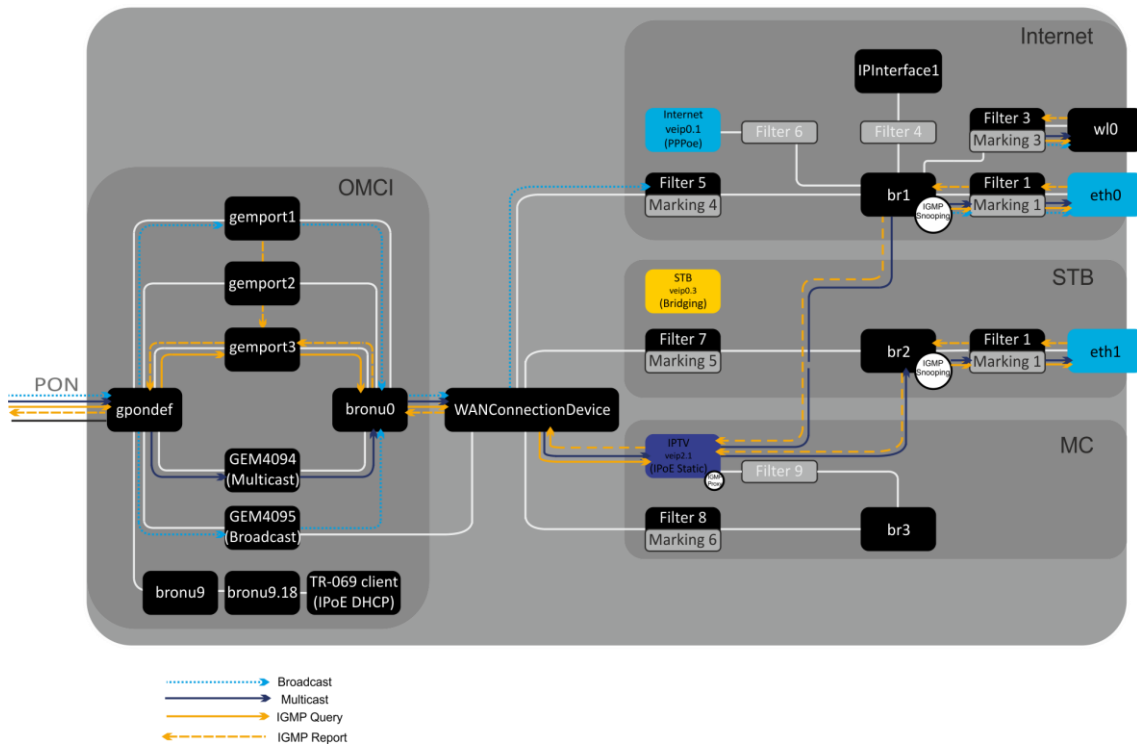 Internet
IPInterface1
Internet
veip0.1
(PPPoe)
Filter 6
Filter 4
Filter 3
Marking 3
wl0
Filter 5
Marking 4
br1
IGMP
Snooping
Filter 1
Marking 1
eth0
OMCI
gemport1
gemport2
gemport3
PON
gpondef
bronu0
WANConnectionDevice
GEM4094
(Multicast)
GEM4095
(Broadcast)
bronu9
bronu9.18
TR-069 client
(IPoE DHCP)
STB
STB
veip0.3
(Bridging)
Filter 7
Marking 5
br2
IGMP
Snooping
Filter 1
Marking 1
eth1
MC
IPTV
veip2.1
(IPoE Static)
IGMP
Proxy
Filter 9
Filter 8
Marking 6
br3
Broadcast
Multicast
IGMP Query
IGMP Report